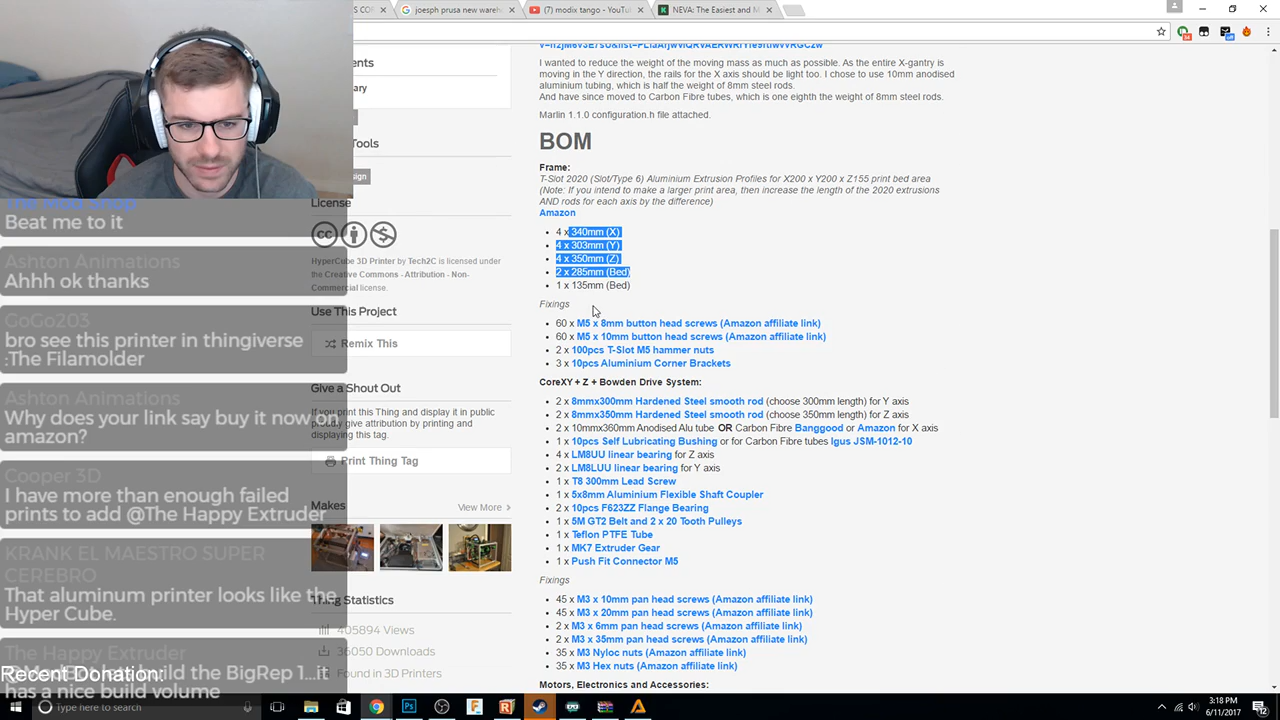 S COF
joesph prusa new wareh
(7) modix tango - YouTu
NEVA: The Easiest and M
I wanted to reduce the weight of the moving mass as much as possible. As the entire X-gantry is
moving in the Y direction, the rails for the X axis should be light too. I chose to use 10mm anodised
aluminium tubing, which is half the weight of 8mm steel rods.
And have since moved to Carbon Fibre tubes, which is one eighth the weight of 8mm steel rods.
Marlin 1.1.0 configuration.h file attached.
BOM
Frame:
T-Slot 2020 (Slot/Type 6) Aluminium Extrusion Profiles for X200 x Y200 x Z155 print bed area
(Note: If you intend to make a larger print area, then increase the length of the 2020 extrusions
AND rods for each axis by the difference)
Amazon
4 x 340mm (X)
4 x 303mm (Y)
4 x 350mm (Z)
2 x 285mm (Bed)
1 x 135mm (Bed)
Fixings
60 x M5 x 8mm button head screws (Amazon affiliate link)
60 x M5 x 10mm button head screws (Amazon affiliate link)
2 x 100pcs T-Slot M5 hammer nuts
3 x 10pcs Aluminium Corner Brackets
CoreXY + Z + Bowden Drive System:
2 x 8mmx300mm Hardened Steel smooth rod (choose 300mm length) for Y axis
2 x 8mmx350mm Hardened Steel smooth rod (choose 350mm length) for Z axis
2 x 10mmx360mm Anodised Alu tube OR Carbon Fibre Banggood or Amazon for X axis
1 x 10pcs Self Lubricating Bushing or for Carbon Fibre tubes Igus JSM-1012-10
4 x LM8UU linear bearing for Z axis
2 x LM8LUU linear bearing for Y axis
1 x T8 300mm Lead Screw
1 x 5x8mm Aluminium Flexible Shaft Coupler
2 x 10pcs F623ZZ Flange Bearing
1 x 5M GT2 Belt and 2 x 20 Tooth Pulleys
1 x Teflon PTFE Tube
1 x MK7 Extruder Gear
1 x Push Fit Connector M5
Fixings
45 x M3 x 10mm pan head screws (Amazon affiliate link)
45 x M3 x 20mm pan head screws (Amazon affiliate link)
2 x M3 x 6mm pan head screws (Amazon affiliate link)
2 x M3 x 35mm pan head screws (Amazon affiliate link)
35 x M3 Nyloc nuts (Amazon affiliate link)
35 x M3 Hex nuts (Amazon affiliate link)
Motors, Electronics and Accessories:
ents
ary
Tools
sign
License
HyperCube 3D Printer by Tech2C is licensed under
the Creative Commons - Attribution - Non-
Commercial license.
Use This Project
Remix This
Give a Shout Out
If you print this Thing and display it in public
proudly give attribution by printing and
displaying this tag.
Print Thing Tag
Makes
View More
Thing Statistics
405894 Views
36050 Downloads
Found in 3D Printers
Beat me to it
Ashton Animations
Ahhh ok thanks
GoGo203
bro see this printer in thingiverse
:The Filamolder
Ashton Animations
Why does your link say buy it now on
amazon?
Cooper 3D
I have more than enough failed
prints to add @The Happy Extruder
KRANK EL MAESTRO SUPER
CEREBRO
That aluminum printer looks like the
Hyper Cube.
The Happy Extruder
build the BigRep 1...it
has a nice build volume
Recent Donation:
Type here to search
3:18 PM
6/11/2017